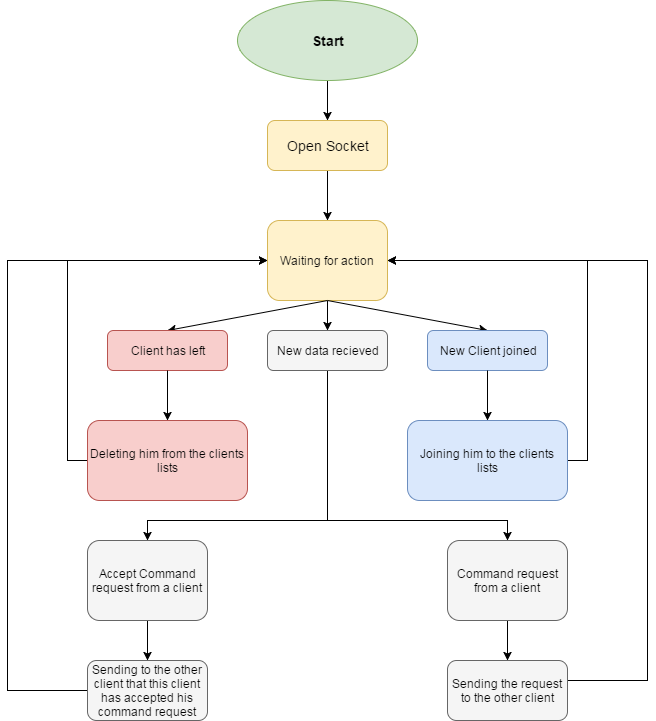 Start
Open Socket
Waiting for action
Client has left
New data recieved
New Client joined
Deleting him from the clients
lists
Joining him to the clients
lists
Accept Command
request from a client
Command request
from a client
Sending to the other
client that this client
has accepted his
command request
Sending the request
to the other client